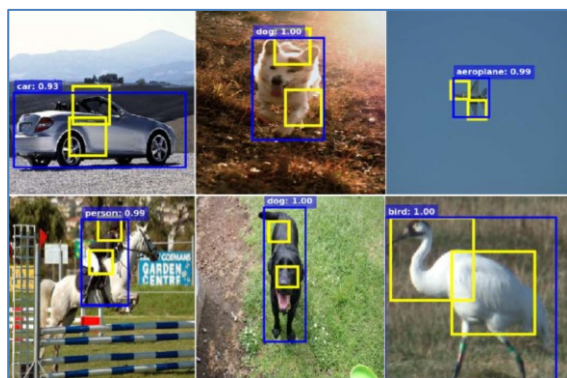 car: 0.93
dog: 1.00
aeroplane: 0.99
person: 0.99
GARDEN
CENTRE
dog: 1.00
bird: 1.00